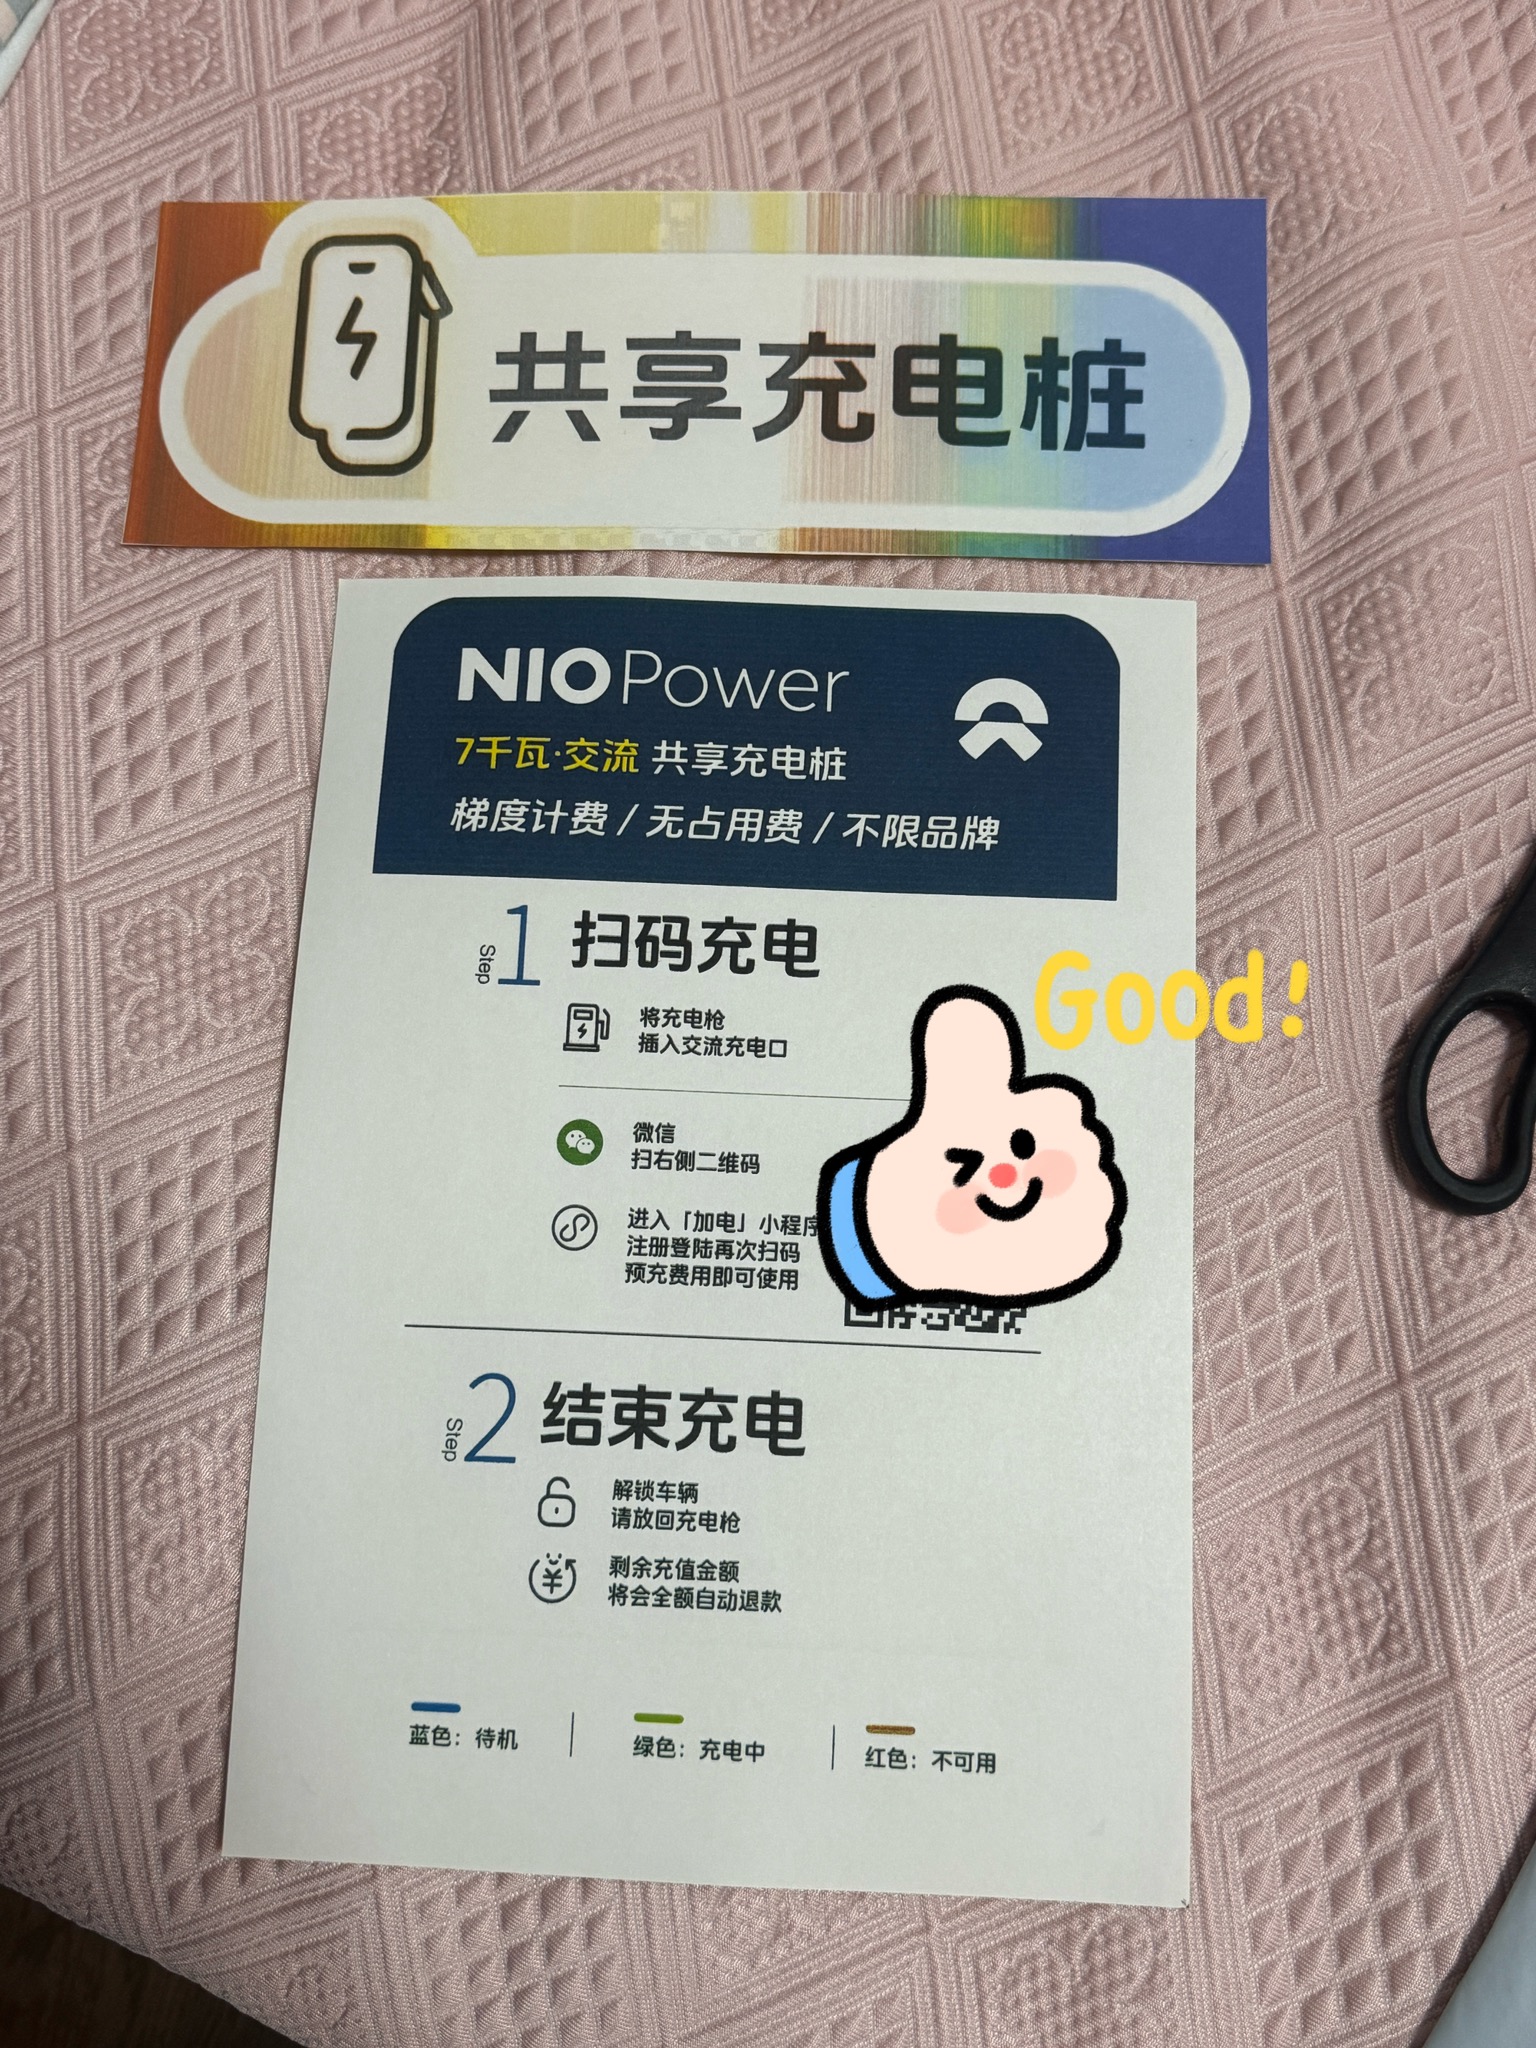 共享充电桩
NIO Power
7千瓦·交流 共享充电桩
梯度计费 / 无占用费 / 不限品牌
Step 1 扫码充电
将充电枪
插入交流充电口
微信
扫右侧二维码
进入「加电」小程序
注册登陆再次扫码
预充费用即可使用
Good!
Step 2 结束充电
解锁车辆
请放回充电枪
剩余充值金额
将会全额自动退款
蓝色：待机
绿色：充电中
红色：不可用